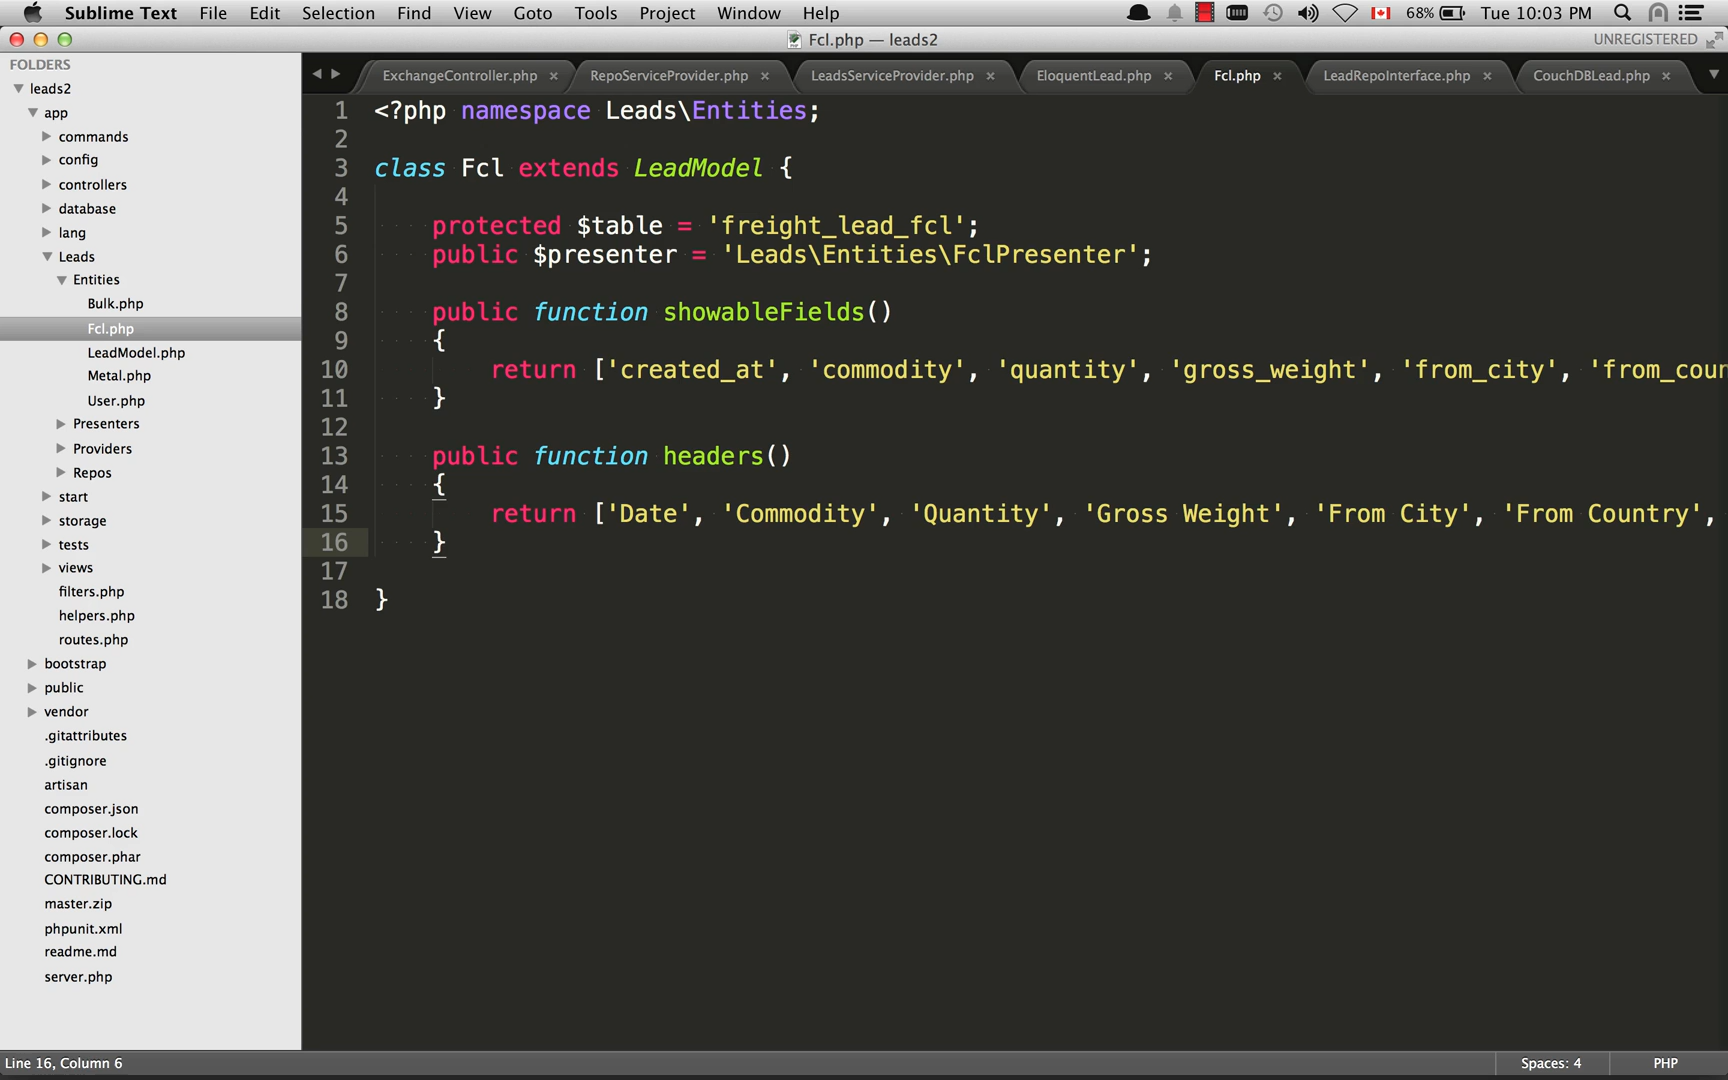 Sublime Text File Edit Selection Find View Goto Tools Project Window Help 68% Tue 10:03 PM
Fcl.php — leads2 UNREGISTERED
FOLDERS
leads2
app
commands
config
controllers
database
lang
Leads
Entities
Bulk.php
Fcl.php
LeadModel.php
Metal.php
User.php
Presenters
Providers
Repos
start
storage
tests
views
filters.php
helpers.php
routes.php
bootstrap
public
vendor
.gitattributes
.gitignore
artisan
composer.json
composer.lock
composer.phar
CONTRIBUTING.md
master.zip
phpunit.xml
readme.md
server.php
ExchangeController.php × RepoServiceProvider.php × LeadsServiceProvider.php × EloquentLead.php × Fcl.php × LeadRepoInterface.php × CouchDBLead.php ×
1 <?php namespace Leads\Entities;
2
3 class Fcl extends LeadModel {
4
5 protected $table = 'freight_lead_fcl';
6 public $presenter = 'Leads\Entities\FclPresenter';
7
8 public function showableFields()
9 {
10 return ['created_at', 'commodity', 'quantity', 'gross_weight', 'from_city', 'from_coun
11 }
12
13 public function headers()
14 {
15 return ['Date', 'Commodity', 'Quantity', 'Gross Weight', 'From City', 'From Country',
16 }
17
18 }
Line 16, Column 6 Spaces: 4 PHP